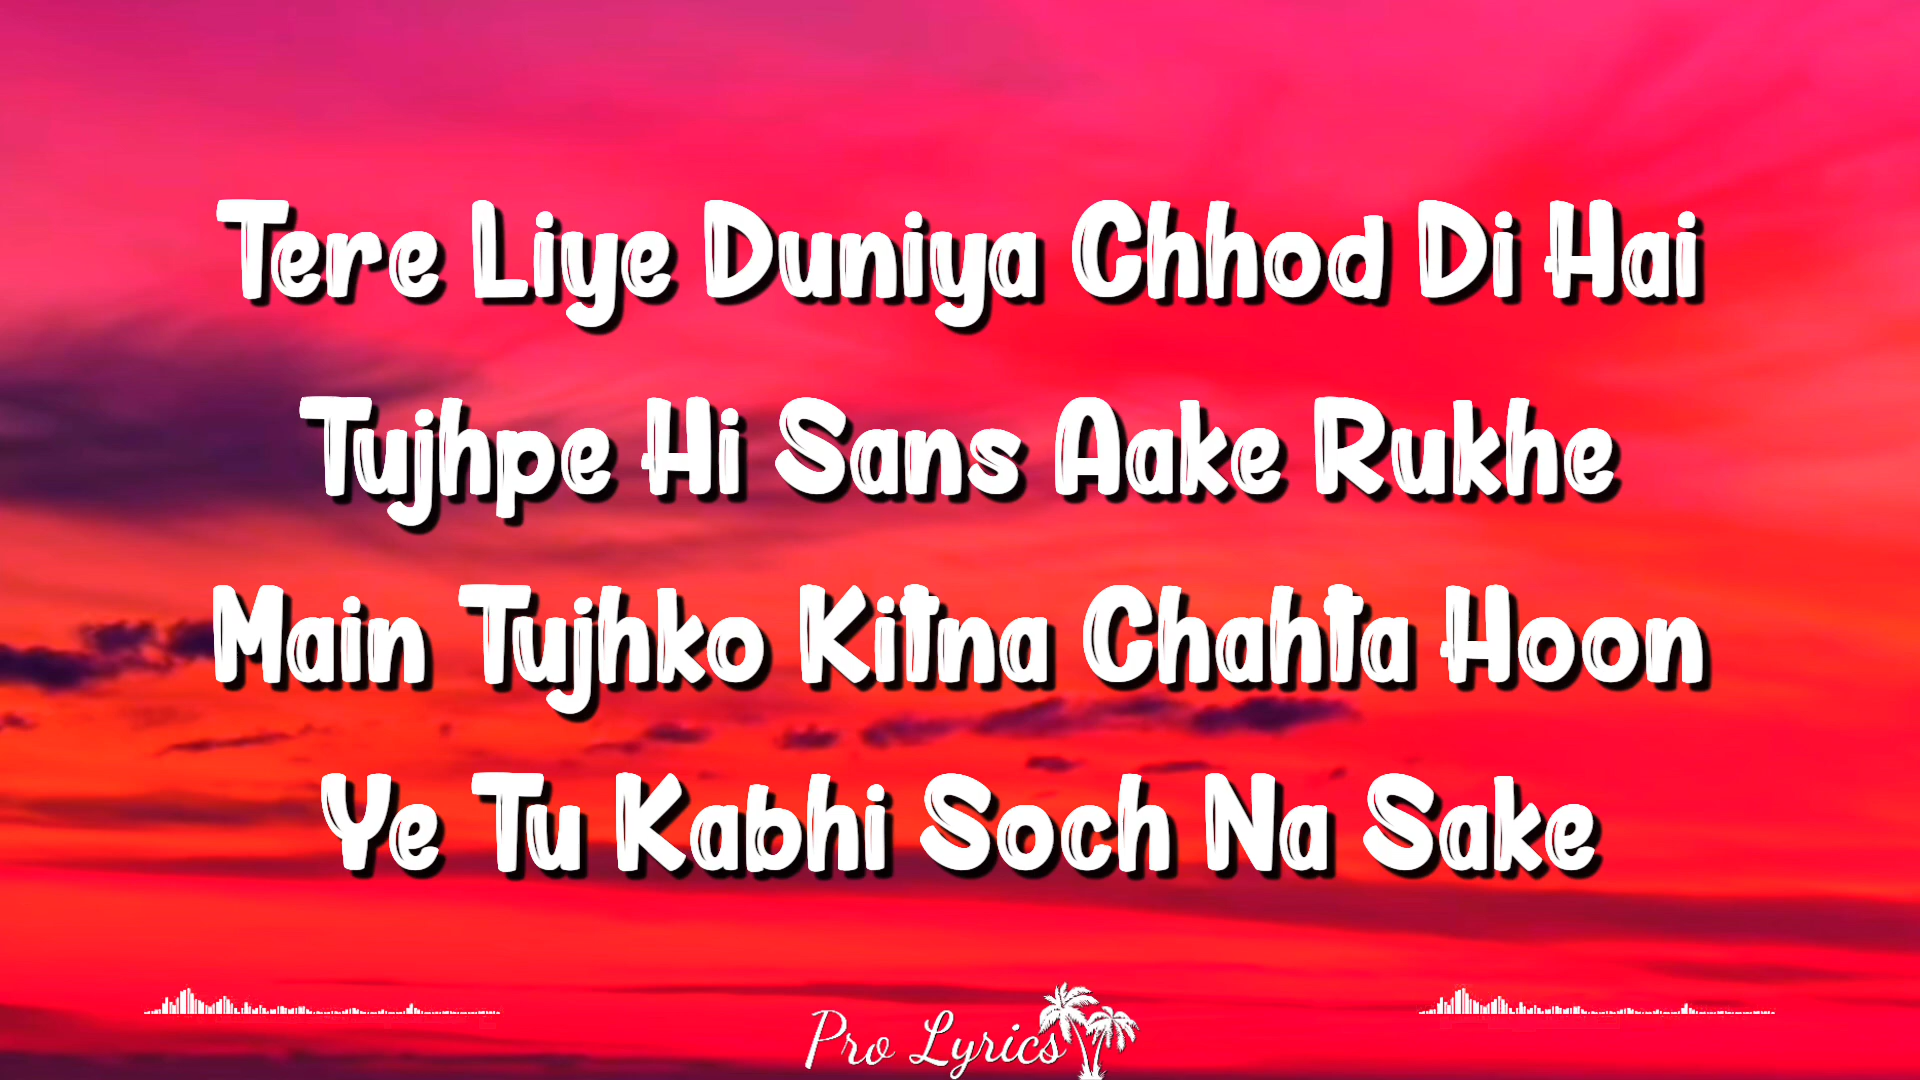 Tere Liye Duniya Chhod Di Hai
Tujhpe Hi Sans Aake Rukhe
Main Tujhko Kitna Chahta Hoon
Ye Tu Kabhi Soch Na Sake
Pro Lyrics